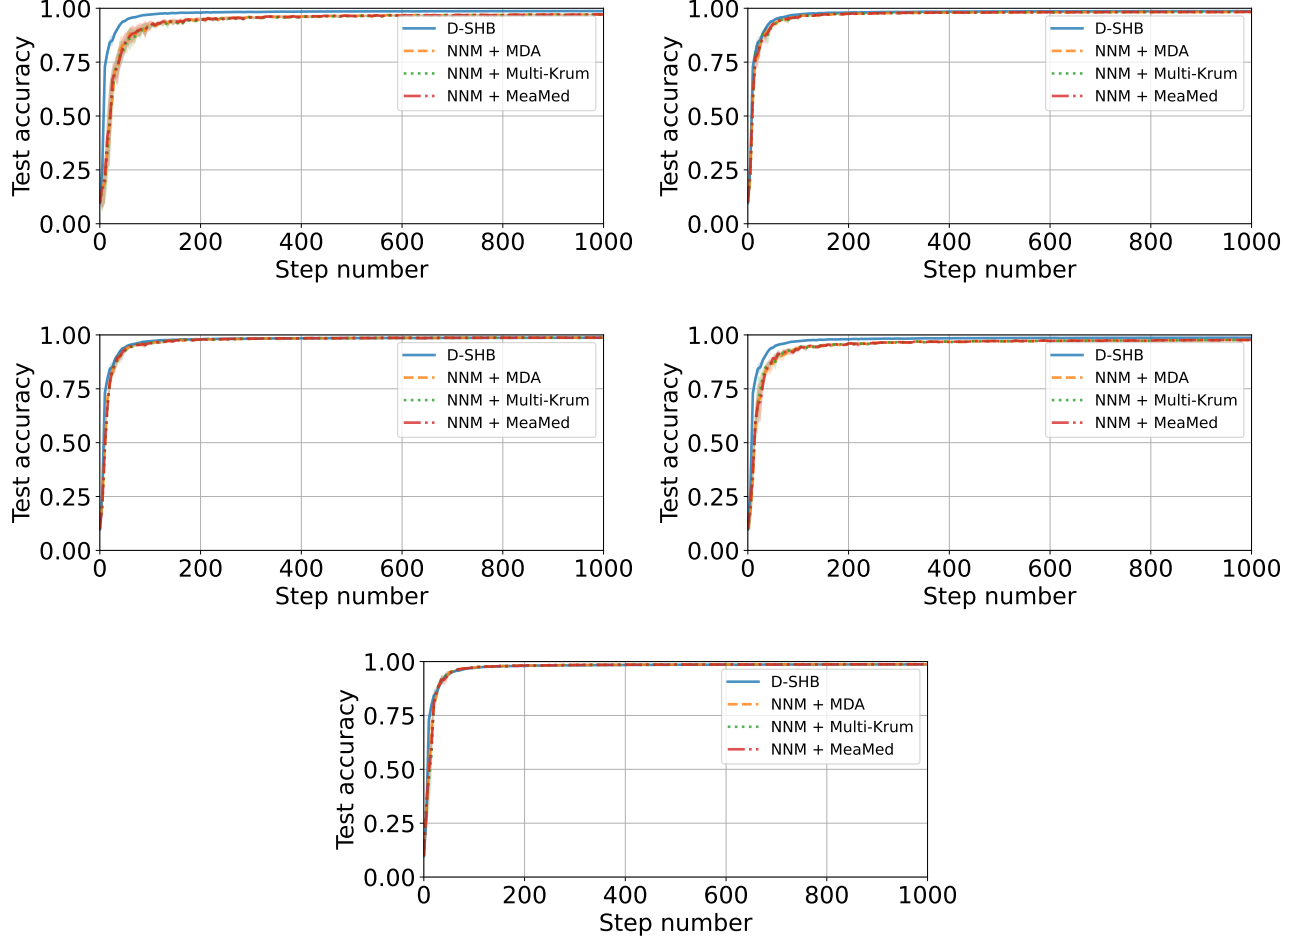 1.00
0.75
0.50
0.25
0.00
Test accuracy
D-SHB
NNM + MDA
NNM + Multi-Krum
NNM + MeaMed
0 200 400 600 800 1000
Step number
1.00
0.75
0.50
0.25
0.00
Test accuracy
D-SHB
NNM + MDA
NNM + Multi-Krum
NNM + MeaMed
0 200 400 600 800 1000
Step number
1.00
0.75
0.50
0.25
0.00
Test accuracy
D-SHB
NNM + MDA
NNM + Multi-Krum
NNM + MeaMed
0 200 400 600 800 1000
Step number
1.00
0.75
0.50
0.25
0.00
Test accuracy
D-SHB
NNM + MDA
NNM + Multi-Krum
NNM + MeaMed
0 200 400 600 800 1000
Step number
1.00
0.75
0.50
0.25
0.00
Test accuracy
D-SHB
NNM + MDA
NNM + Multi-Krum
NNM + MeaMed
0 200 400 600 800 1000
Step number